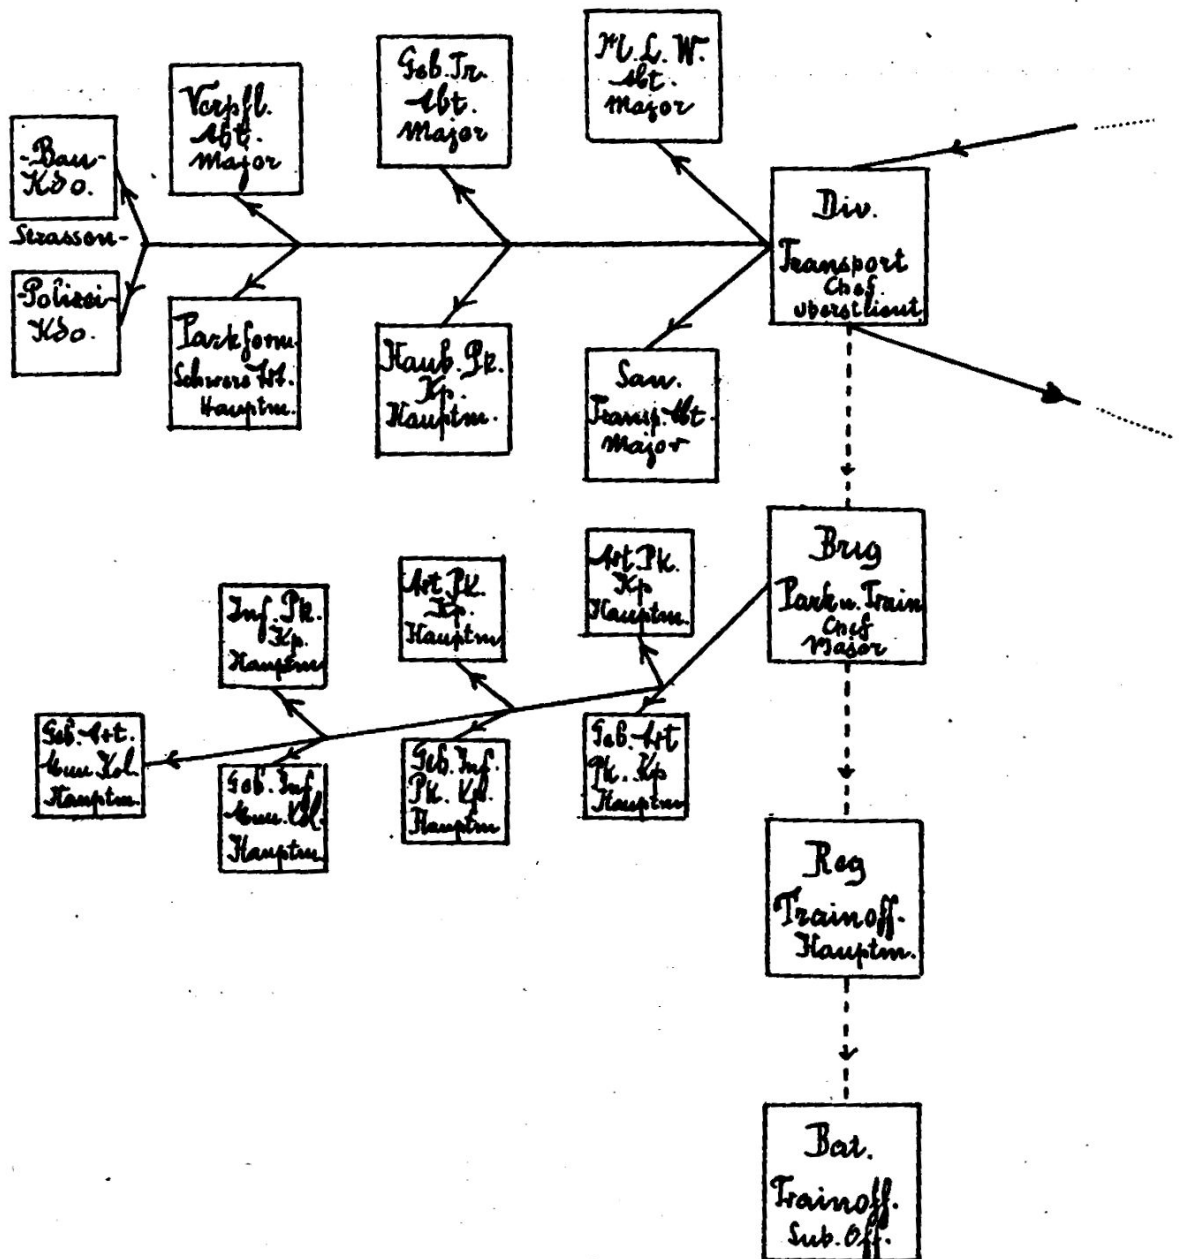 M. L. W.
Abt.
Major
Geb. Tr.
Abt.
Major
Verpfl.
Abt.
Major
-Bau-
Kdo.
Strassen-
-Polizei-
Kdo.
Parkform.
Schwere Art.
Hauptm.
Haub. Pk.
Kp.
Hauptm.
San.
Transp. Abt.
Major
Div.
Transport
Chef
Oberstlieut
Brig
Park u. Train
Chef
Major
Art. Pk.
Kp
Hauptm.
Art. Pk.
Kp.
Hauptm
Inf. Pk.
Kp.
Hauptm
Geb. Art.
Mun. Kol.
Hauptm.
Geb. Inf
Mun. Kol.
Hauptm
Geb. Inf.
Pk. Kp.
Hauptm
Geb. Art
Pk. Kp
Hauptm
Reg
Trainoff.
Hauptm.
Bat.
Trainoff.
Sub. Off.